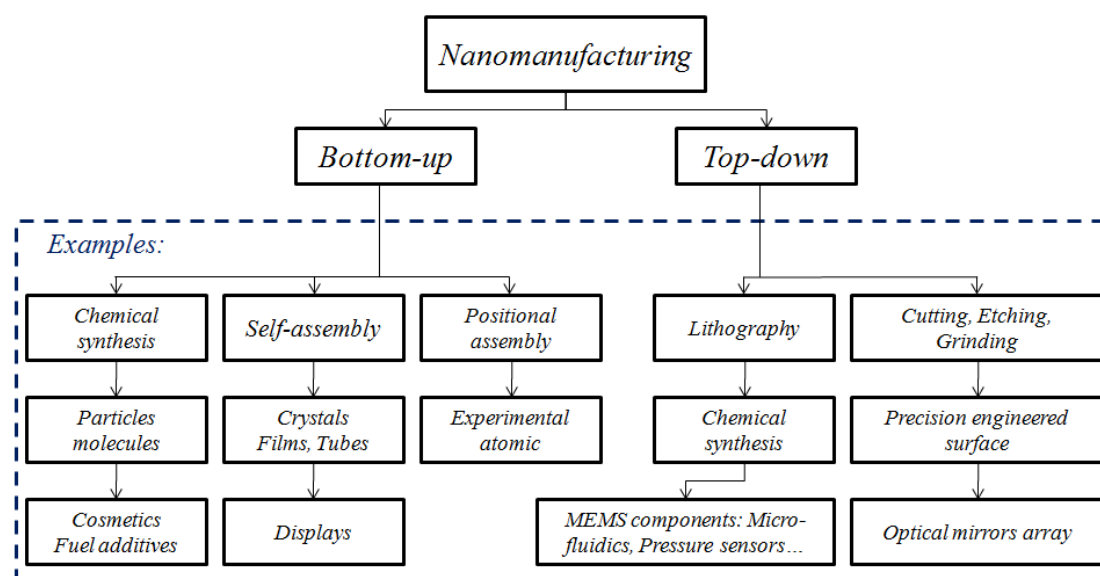 Nanomanufacturing
Bottom-up
Top-down
Examples:
Chemical
synthesis
Self-assembly
Positional
assembly
Lithography
Cutting, Etching,
Grinding
Particles
molecules
Crystals
Films, Tubes
Experimental
atomic
Chemical
synthesis
Precision engineered
surface
Cosmetics
Fuel additives
Displays
MEMS components: Micro-
fluidics, Pressure sensors…
Optical mirrors array